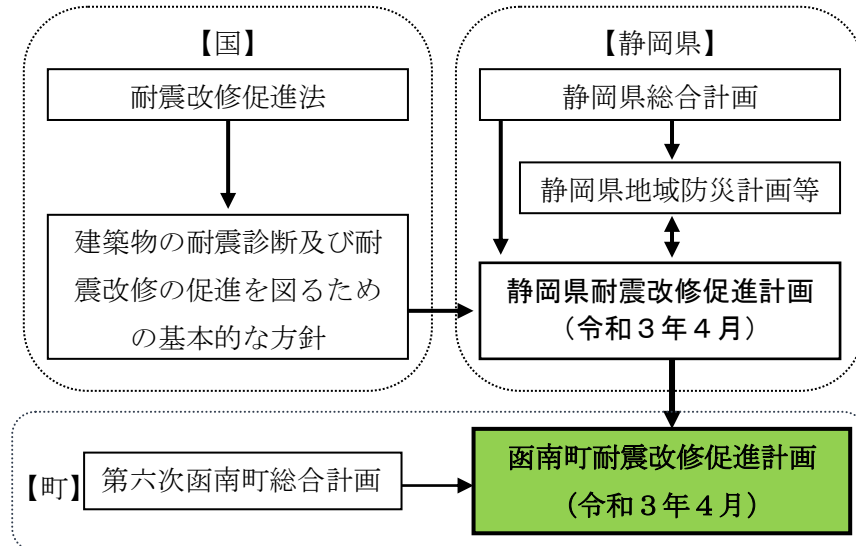 【国】
耐震改修促進法
建築物の耐震診断及び耐
震改修の促進を図るため
の基本的な方針
【静岡県】
静岡県総合計画
静岡県地域防災計画等
静岡県耐震改修促進計画
（令和３年４月）
【町】
第六次函南町総合計画
函南町耐震改修促進計画
（令和３年４月）